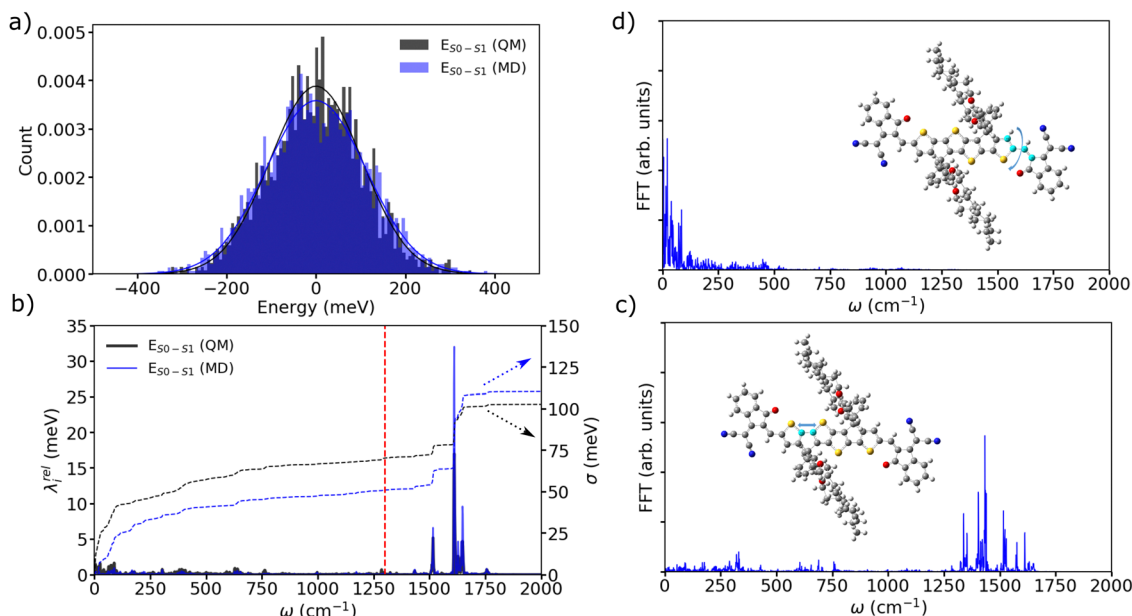 a)
0.005
0.004
0.003
0.002
0.001
0.000
Count
E_{S0−S1} (QM)
E_{S0−S1} (MD)
−400 −200 0 200 400
Energy (meV)
b)
35
30
25
20
15
10
5
0
λ_i^{rel} (meV)
E_{S0−S1} (QM)
E_{S0−S1} (MD)
150
125
100
75
50
25
0
σ (meV)
0 250 500 750 1000 1250 1500 1750 2000
ω (cm⁻¹)
d)
FFT (arb. units)
0 250 500 750 1000 1250 1500 1750 2000
ω (cm⁻¹)
c)
FFT (arb. units)
0 250 500 750 1000 1250 1500 1750 2000
ω (cm⁻¹)